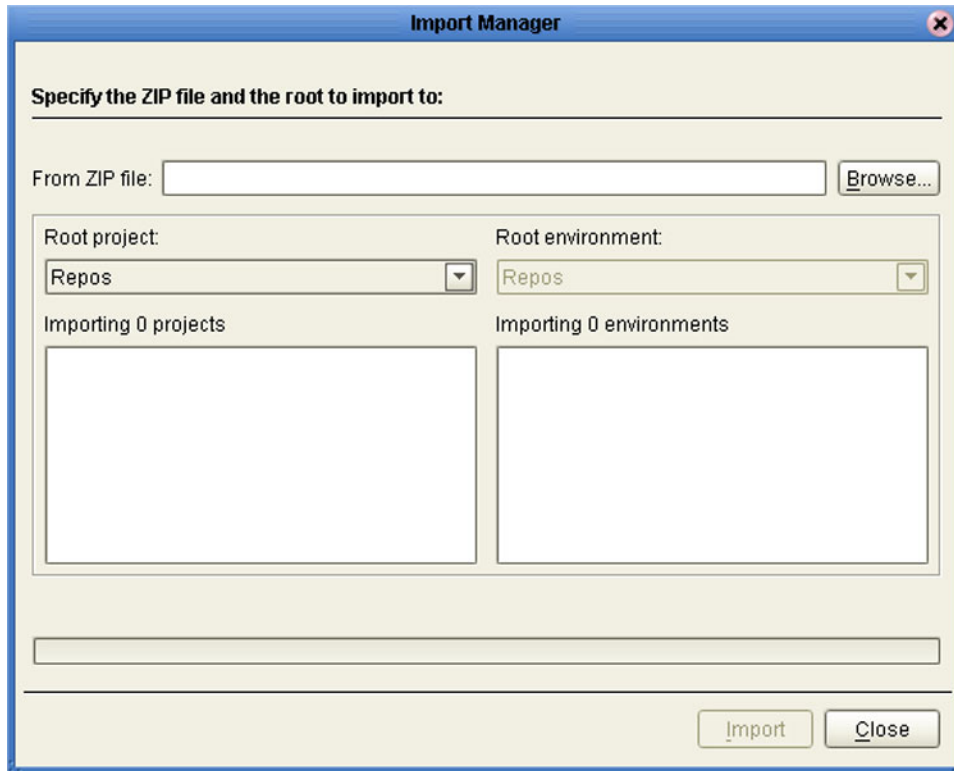 Import Manager
Specify the ZIP file and the root to import to:
From ZIP file:
Browse...
Root project:
Root environment:
Repos
Repos
Importing 0 projects
Importing 0 environments
Import
Close